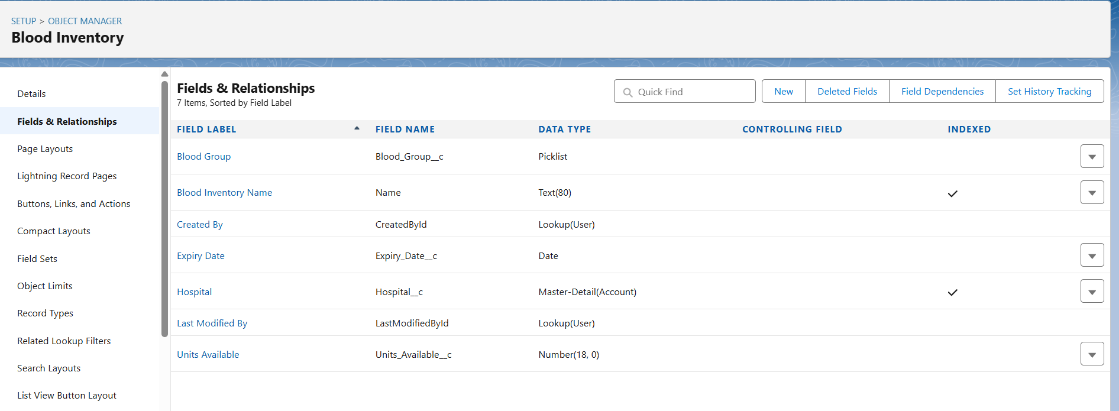 SETUP > OBJECT MANAGER
Blood Inventory
Details
Fields & Relationships
Page Layouts
Lightning Record Pages
Buttons, Links, and Actions
Compact Layouts
Field Sets
Object Limits
Record Types
Related Lookup Filters
Search Layouts
List View Button Layout
Fields & Relationships
7 Items, Sorted by Field Label
Quick Find New Deleted Fields Field Dependencies Set History Tracking
FIELD LABEL FIELD NAME DATA TYPE CONTROLLING FIELD INDEXED
Blood Group Blood_Group__c Picklist
Blood Inventory Name Name Text(80) ✓
Created By CreatedById Lookup(User)
Expiry Date Expiry_Date__c Date
Hospital Hospital__c Master-Detail(Account) ✓
Last Modified By LastModifiedById Lookup(User)
Units Available Units_Available__c Number(18, 0)